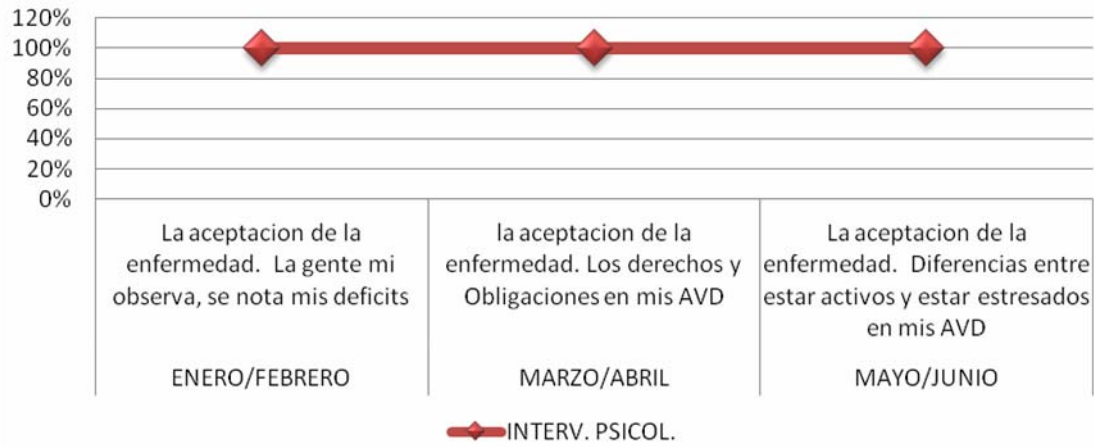 120%
100%
80%
60%
40%
20%
0%
La aceptacion de la
enfermedad. La gente mi
observa, se nota mis deficits
ENERO/FEBRERO
la aceptacion de la
enfermedad. Los derechos y
Obligaciones en mis AVD
MARZO/ABRIL
La aceptacion de la
enfermedad. Diferencias entre
estar activos y estar estresados
en mis AVD
MAYO/JUNIO
INTERV. PSICOL.